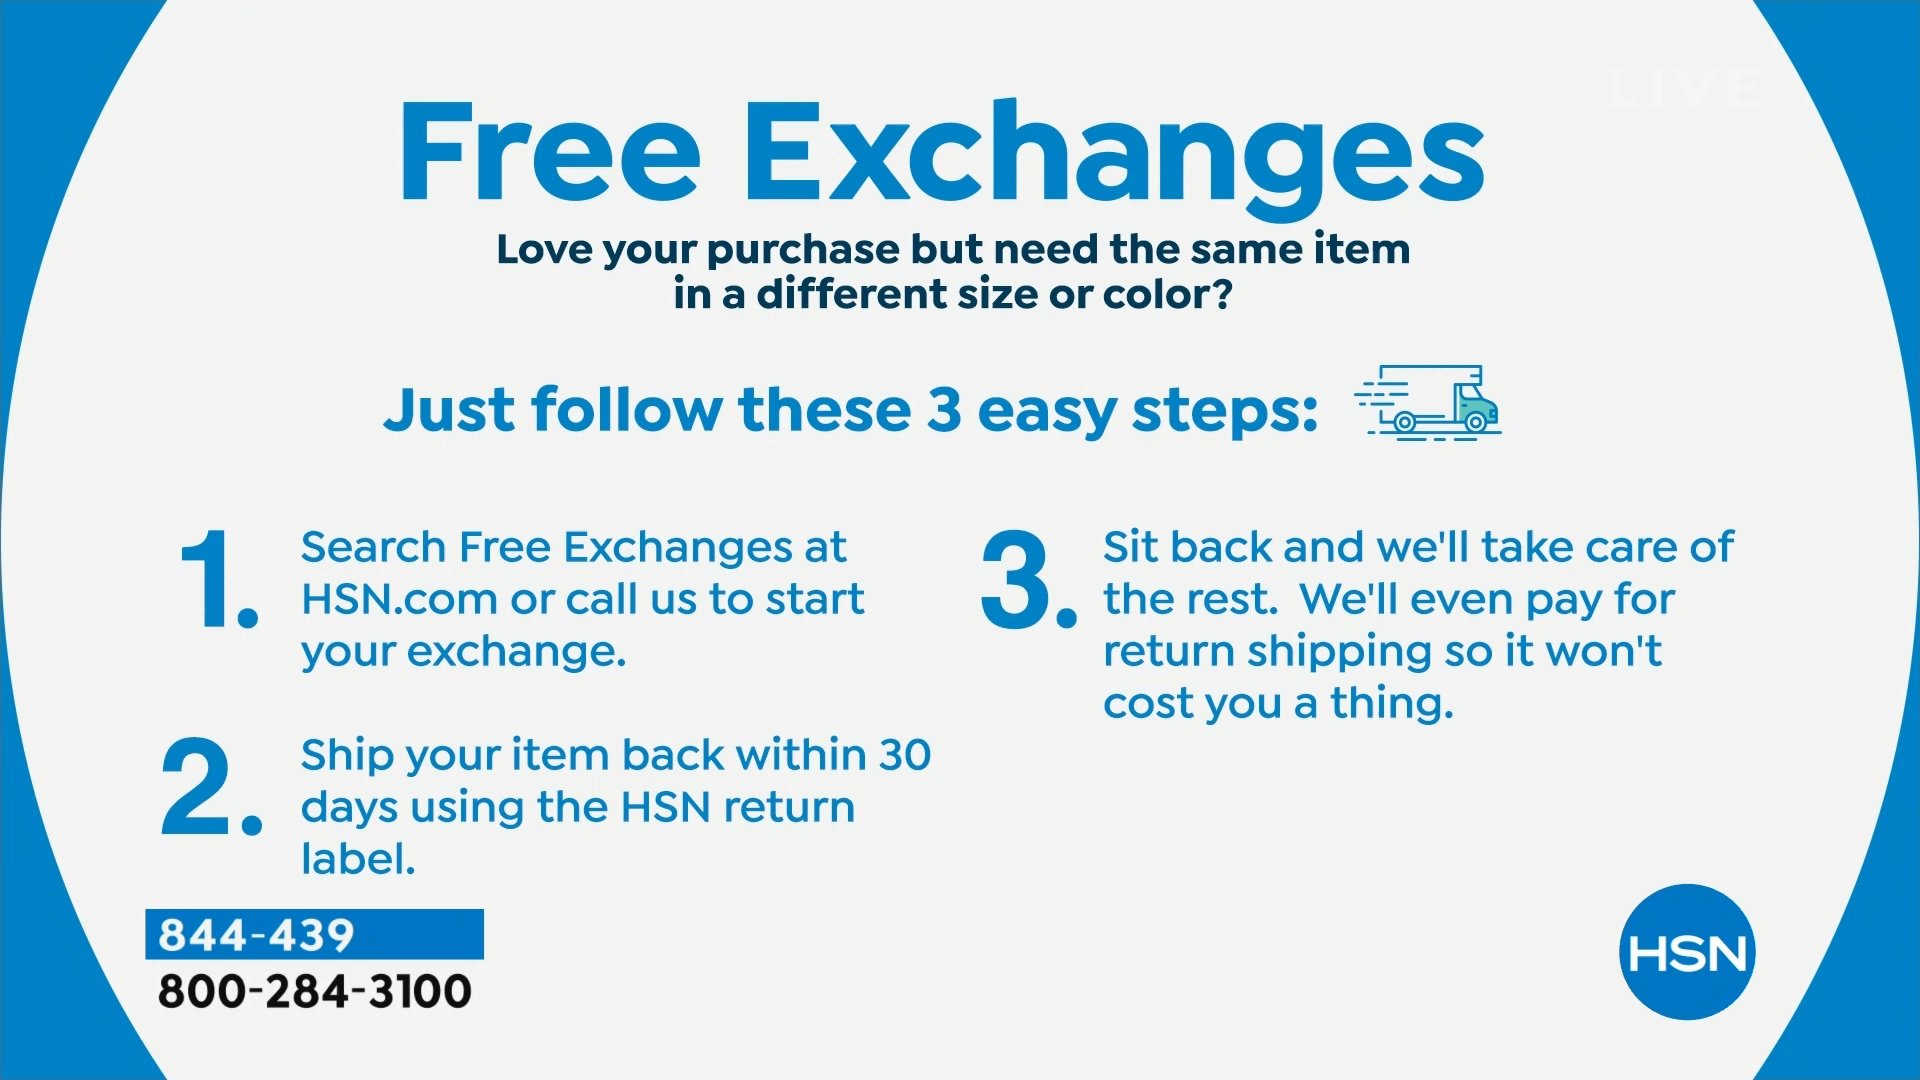 LIVE
Free Exchanges
Love your purchase but need the same item
in a different size or color?
Just follow these 3 easy steps:
1. Search Free Exchanges at
HSN.com or call us to start
your exchange.
2. Ship your item back within 30
days using the HSN return
label.
3. Sit back and we'll take care of
the rest. We'll even pay for
return shipping so it won't
cost you a thing.
844-439
800-284-3100
HSN